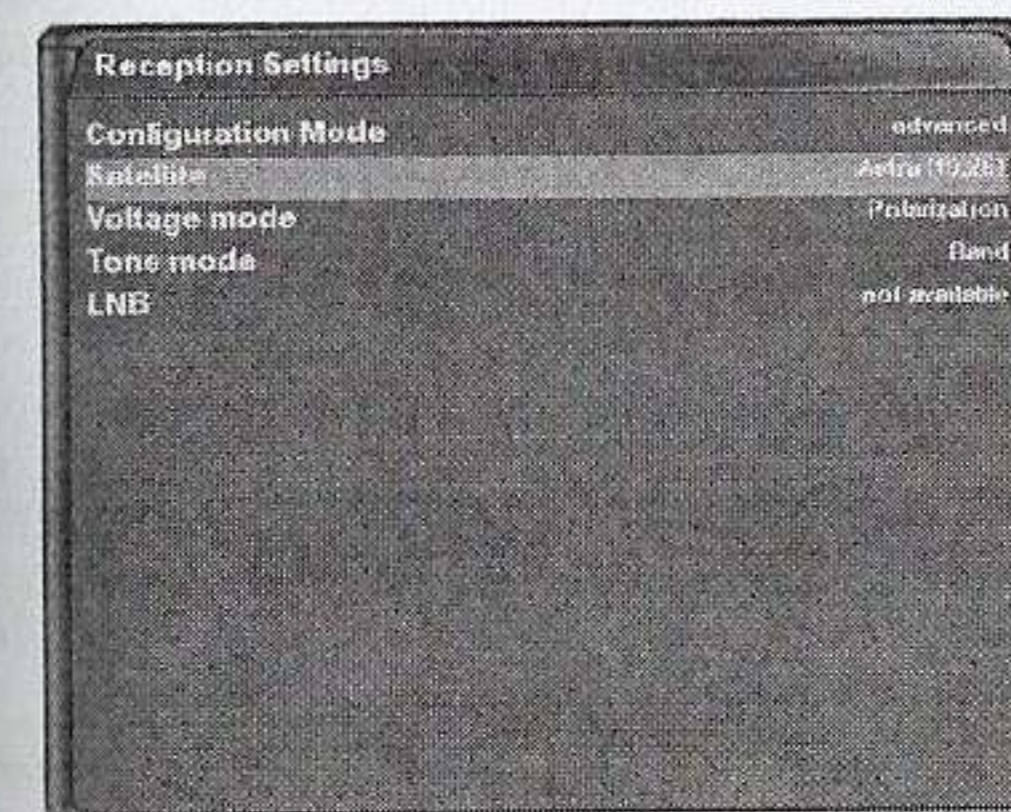 Reception Settings
Configuration Mode advanced
Satellite Astra (19.2E)
Voltage mode Polarization
Tone mode Band
LNB not available